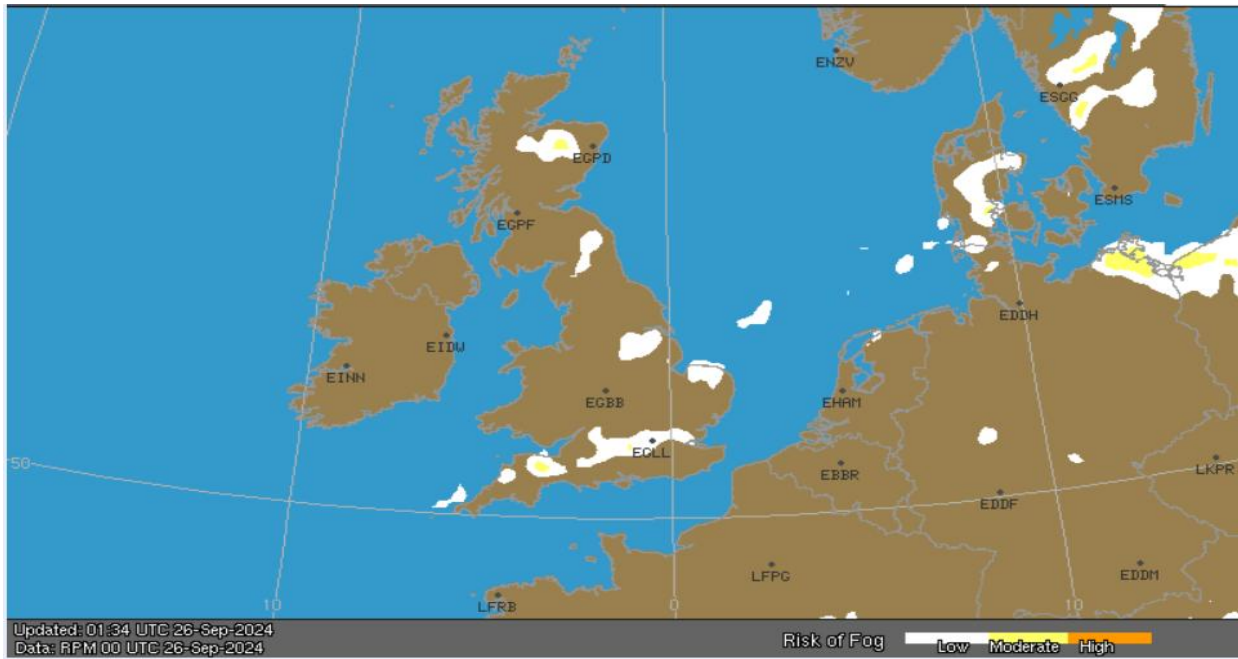 ENZV
ESGG
EGPD
ESMS
EGPF
EDDH
EIDW
EINN
EGBB
EHAM
EGLL
50
EBBR
LKPR
EDDF
LFPG
EDDM
LFRB
10
0
10
Updated: 01:34 UTC 26-Sep-2024
Data: RPM 00 UTC 26-Sep-2024
Risk of Fog
Low Moderate High